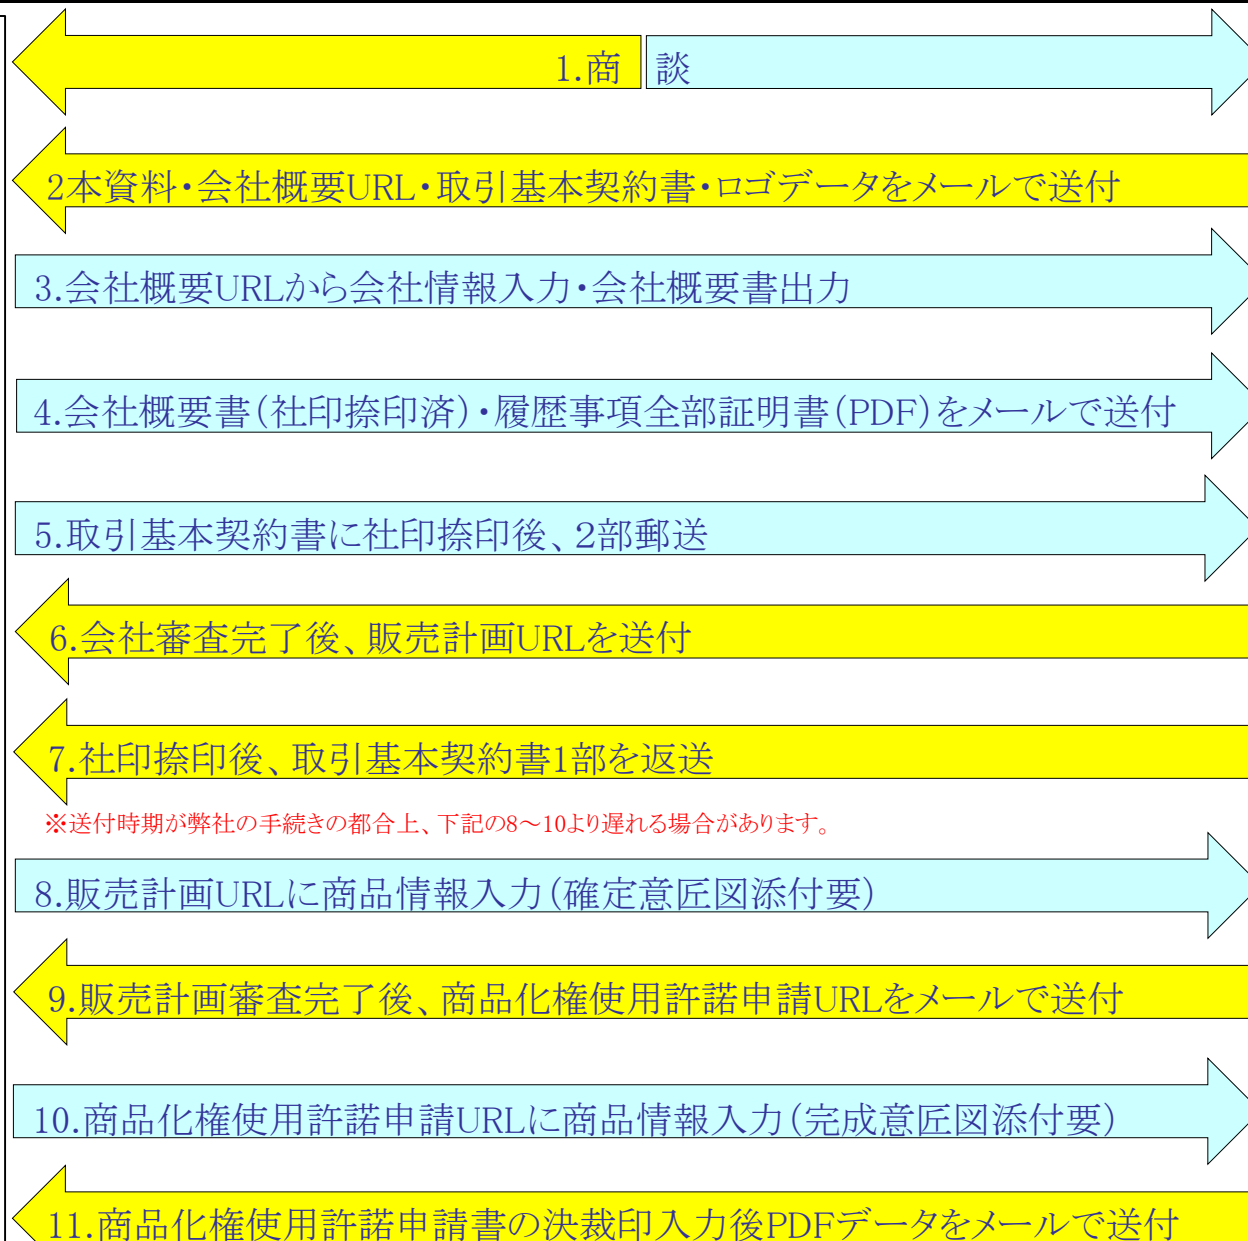 1.商 談
2本資料・会社概要URL・取引基本契約書・ロゴデータをメールで送付
3.会社概要URLから会社情報入力・会社概要書出力
4.会社概要書(社印捺印済)・履歴事項全部証明書(PDF)をメールで送付
5.取引基本契約書に社印捺印後、2部郵送
6.会社審査完了後、販売計画URLを送付
7.社印捺印後、取引基本契約書1部を返送
※送付時期が弊社の手続きの都合上、下記の8〜10より遅れる場合があります。
8.販売計画URLに商品情報入力(確定意匠図添付要)
9.販売計画審査完了後、商品化権使用許諾申請URLをメールで送付
10.商品化権使用許諾申請URLに商品情報入力(完成意匠図添付要)
11.商品化権使用許諾申請書の決裁印入力後PDFデータをメールで送付